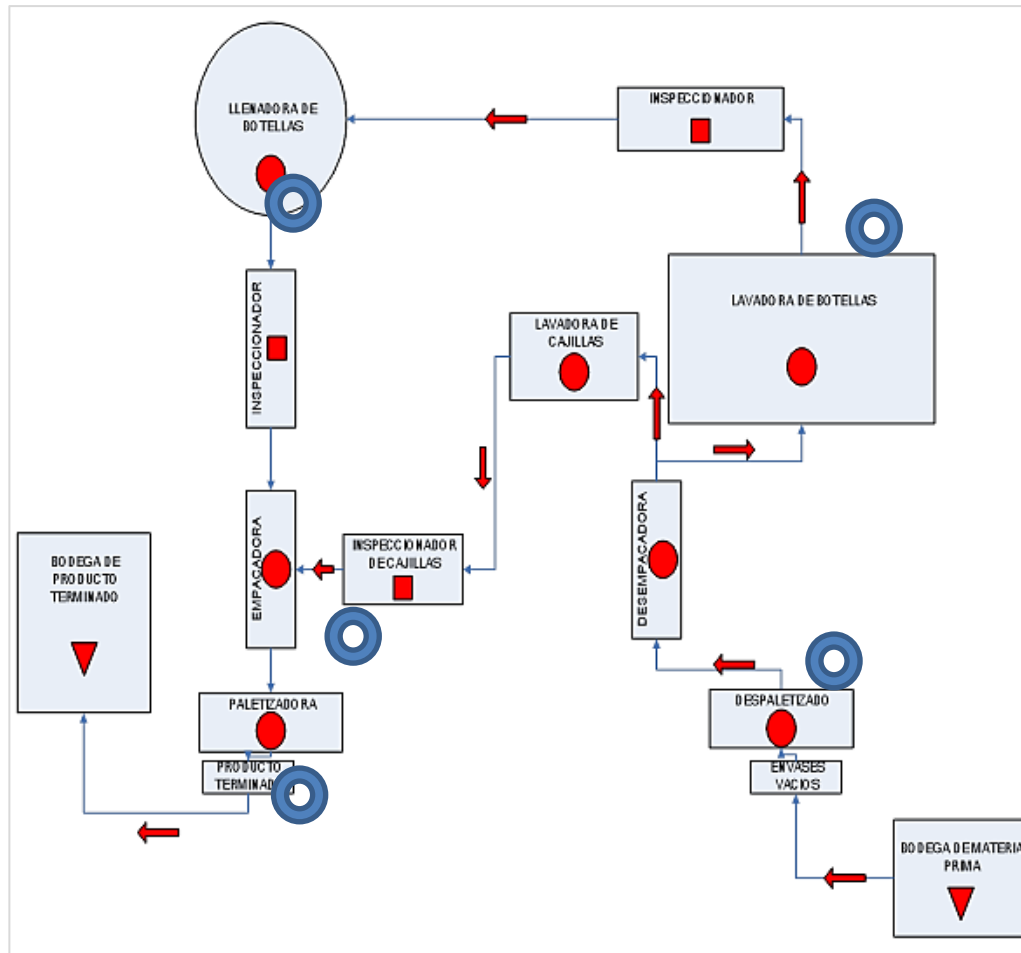 LLENADORA DE
BOTELLAS
INSPECCIONADOR
LAVADORA DE BOTELLAS
LAVADORA DE
CAJILLAS
INSPECCIONADOR
EMPACADORA
INSPECCIONADOR
DE CAJILLAS
DESEMPACADORA
BODEGA DE
PRODUCTO
TERMINADO
PALETIZADORA
PRODUCTO
TERMINADO
DESPALETIZADO
ENVASES
VACIOS
BODEGA DE MATERIA
PRIMA